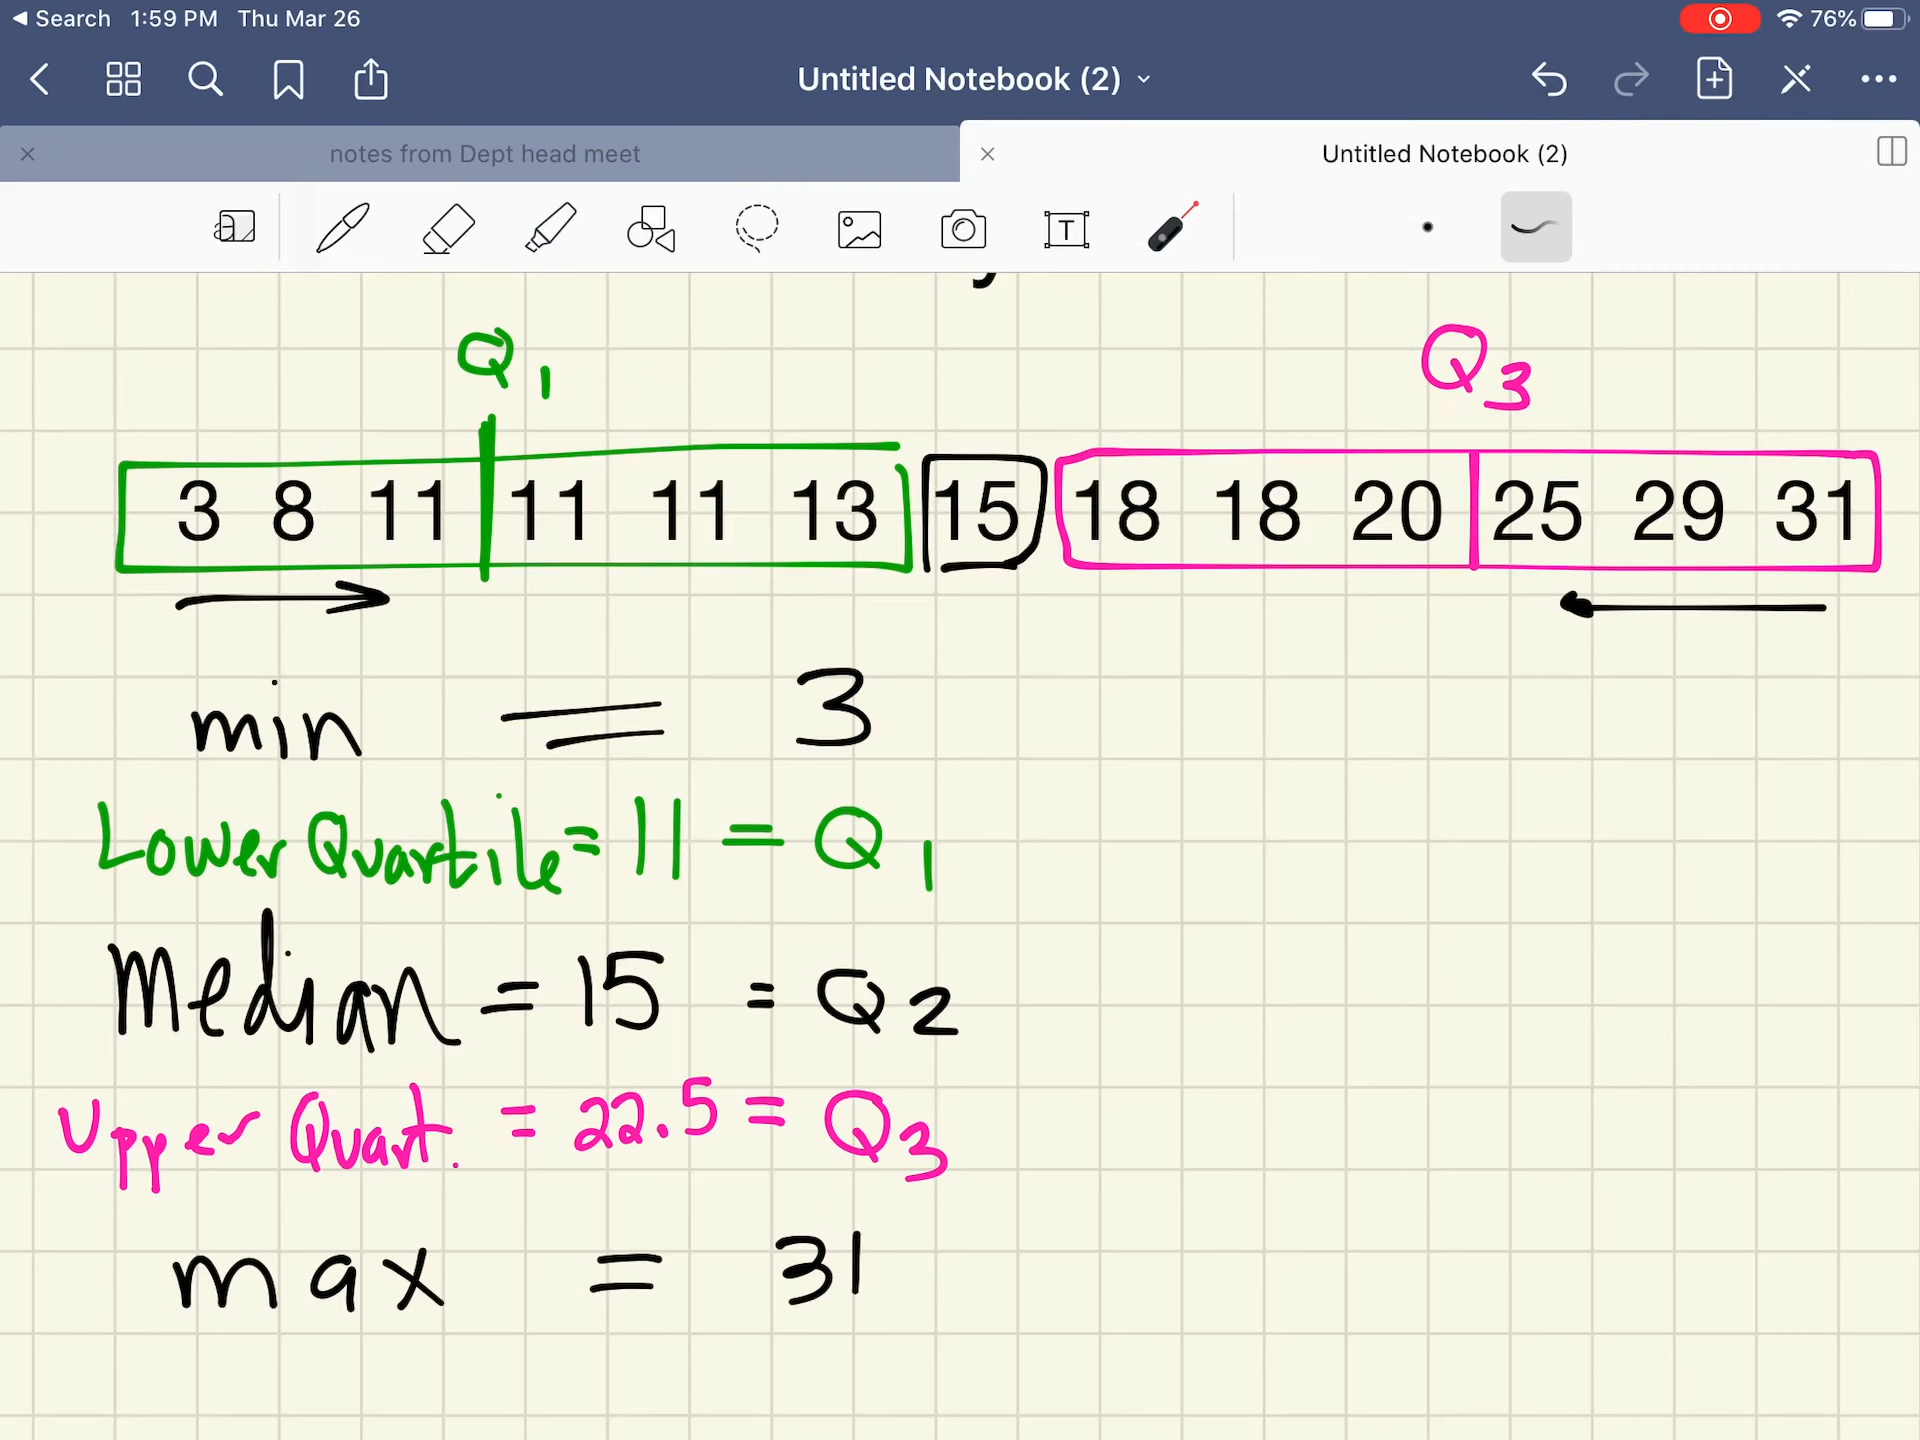 Search 1:59 PM Thu Mar 26 76%
Untitled Notebook (2)
notes from Dept head meet Untitled Notebook (2)
T
Q1 Q3
3 8 11 11 11 13 15 18 18 20 25 29 31
min = 3
Lower Quartile = 11 = Q1
Median = 15 = Q2
Upper Quart. = 22.5 = Q3
max = 31